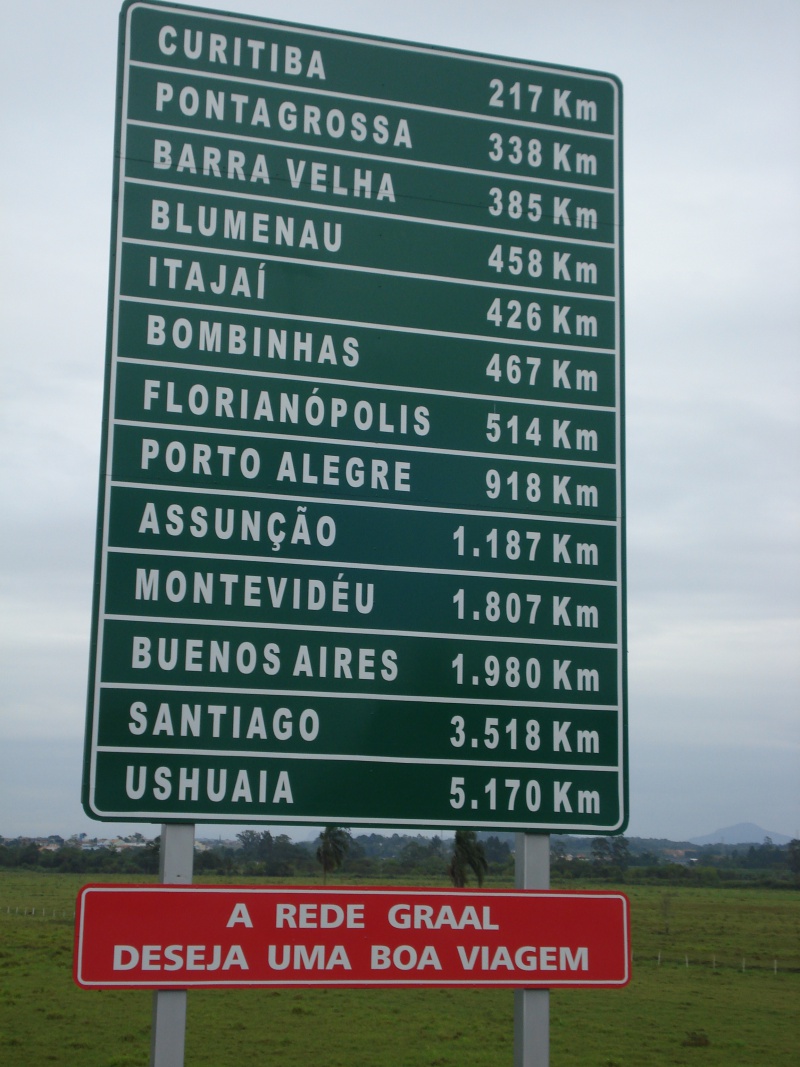 CURITIBA 217 Km
PONTAGROSSA 338 Km
BARRA VELHA 385 Km
BLUMENAU 458 Km
ITAJAÍ 426 Km
BOMBINHAS 467 Km
FLORIANÓPOLIS 514 Km
PORTO ALEGRE 918 Km
ASSUNÇÃO 1.187 Km
MONTEVIDÉU 1.807 Km
BUENOS AIRES 1.980 Km
SANTIAGO 3.518 Km
USHUAIA 5.170 Km
A REDE GRAAL
DESEJA UMA BOA VIAGEM